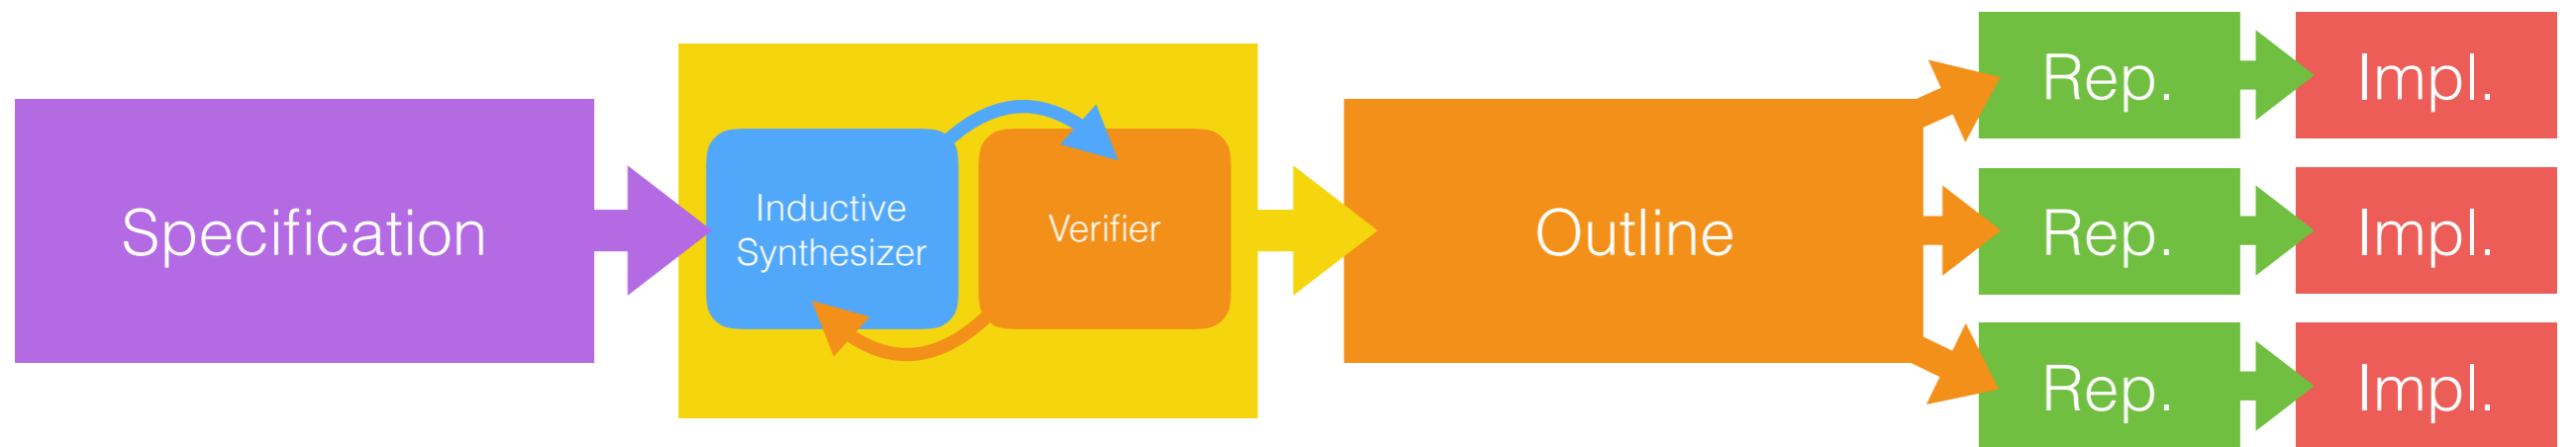 Specification
Inductive
Synthesizer
Verifier
Outline
Rep.
Impl.
Rep.
Impl.
Rep.
Impl.